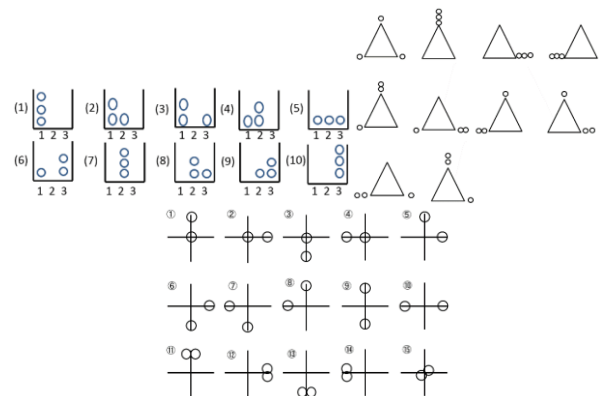 (1) (2) (3) (4) (5)
1 2 3 1 2 3 1 2 3 1 2 3 1 2 3
(6) (7) (8) (9) (10)
1 2 3 1 2 3 1 2 3 1 2 3 1 2 3
① ② ③ ④ ⑤
⑥ ⑦ ⑧ ⑨ ⑩
⑪ ⑫ ⑬ ⑭ ⑮